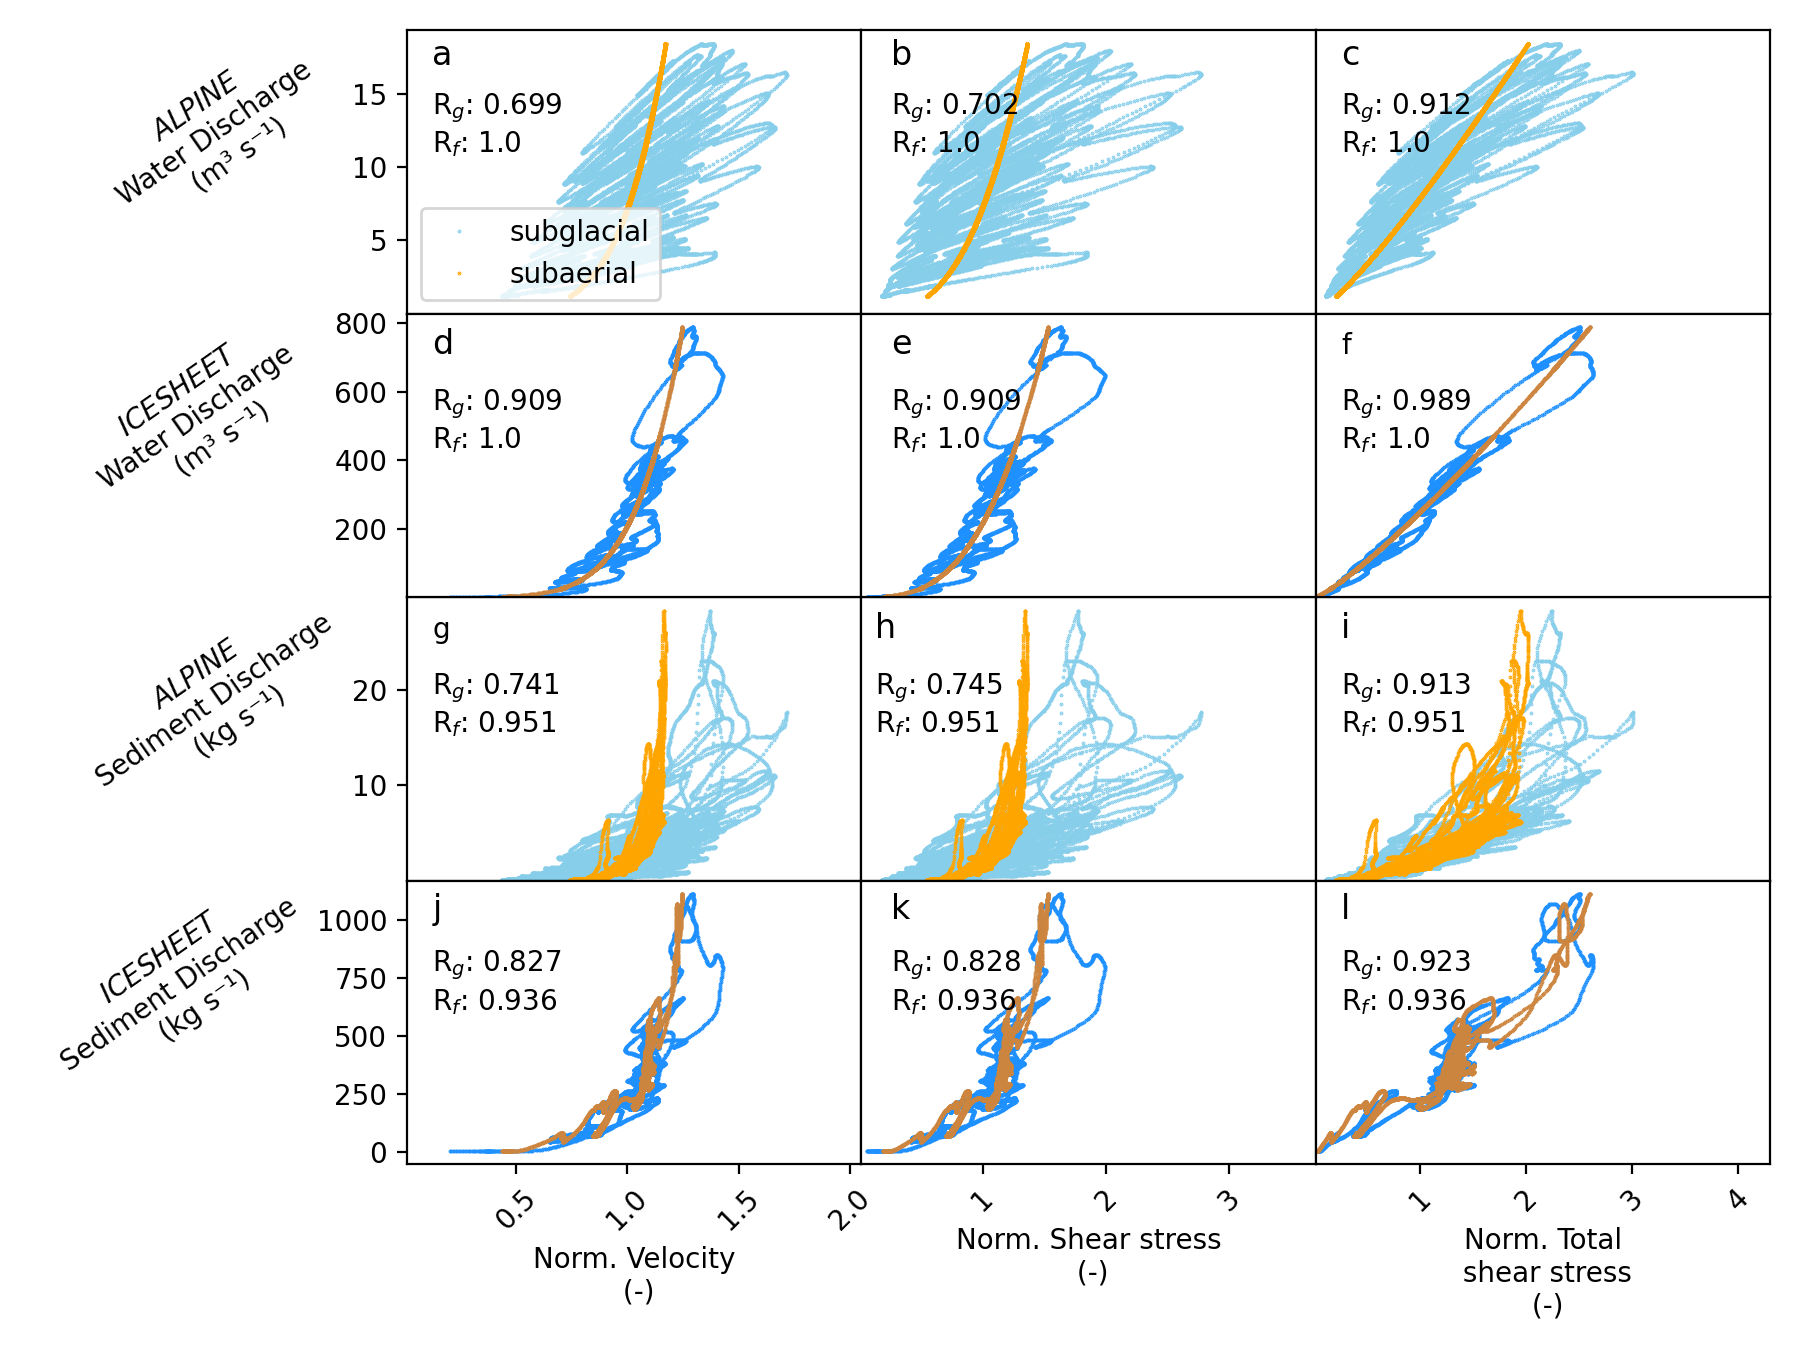 ALPINE
Water Discharge
(m³ s⁻¹)
15
10
5
a
R_g: 0.699
R_f: 1.0
subglacial
subaerial
b
R_g: 0.702
R_f: 1.0
c
R_g: 0.912
R_f: 1.0
ICESHEET
Water Discharge
(m³ s⁻¹)
800
600
400
200
d
R_g: 0.909
R_f: 1.0
e
R_g: 0.909
R_f: 1.0
f
R_g: 0.989
R_f: 1.0
ALPINE
Sediment Discharge
(kg s⁻¹)
20
10
g
R_g: 0.741
R_f: 0.951
h
R_g: 0.745
R_f: 0.951
i
R_g: 0.913
R_f: 0.951
ICESHEET
Sediment Discharge
(kg s⁻¹)
1000
750
500
250
0
j
R_g: 0.827
R_f: 0.936
k
R_g: 0.828
R_f: 0.936
l
R_g: 0.923
R_f: 0.936
0.5 1.0 1.5 2.0
Norm. Velocity
(-)
1 2 3
Norm. Shear stress
(-)
1 2 3 4
Norm. Total
shear stress
(-)